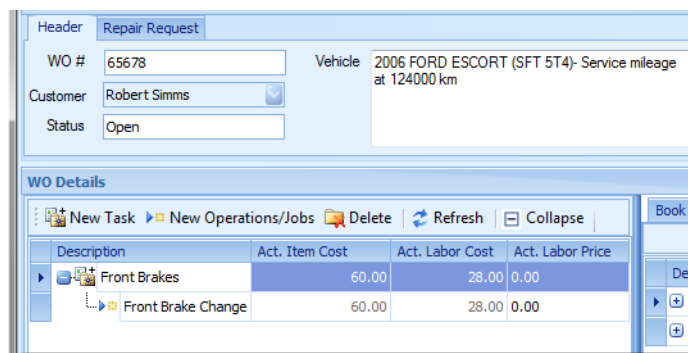 Header Repair Request
WO # 65678 Vehicle 2006 FORD ESCORT (SFT 5T4)- Service mileage
at 124000 km
Customer Robert Simms
Status Open
WO Details
New Task New Operations/Jobs Delete Refresh Collapse Book
Description Act. Item Cost Act. Labor Cost Act. Labor Price De
Front Brakes 60.00 28.00 0.00
Front Brake Change 60.00 28.00 0.00